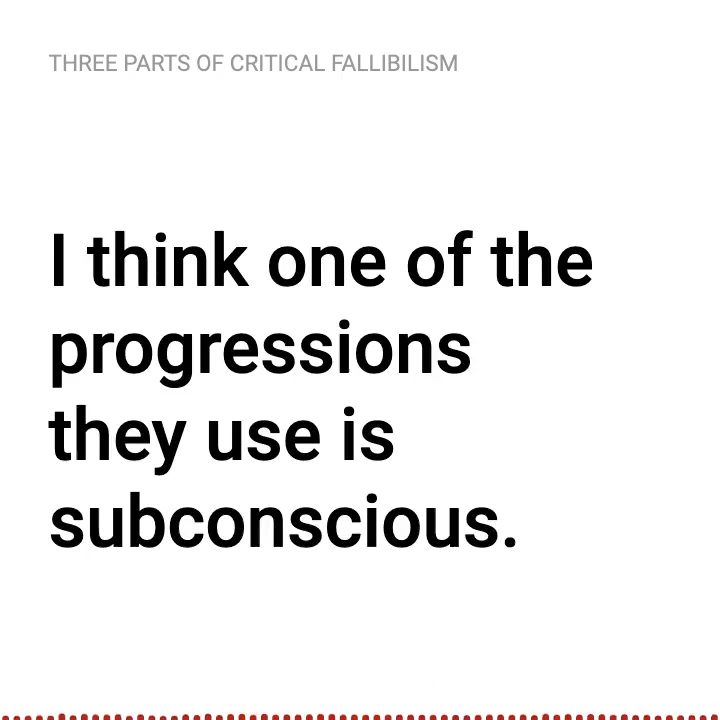 THREE PARTS OF CRITICAL FALLIBILISM
I think one of the
progressions
they use is
subconscious.